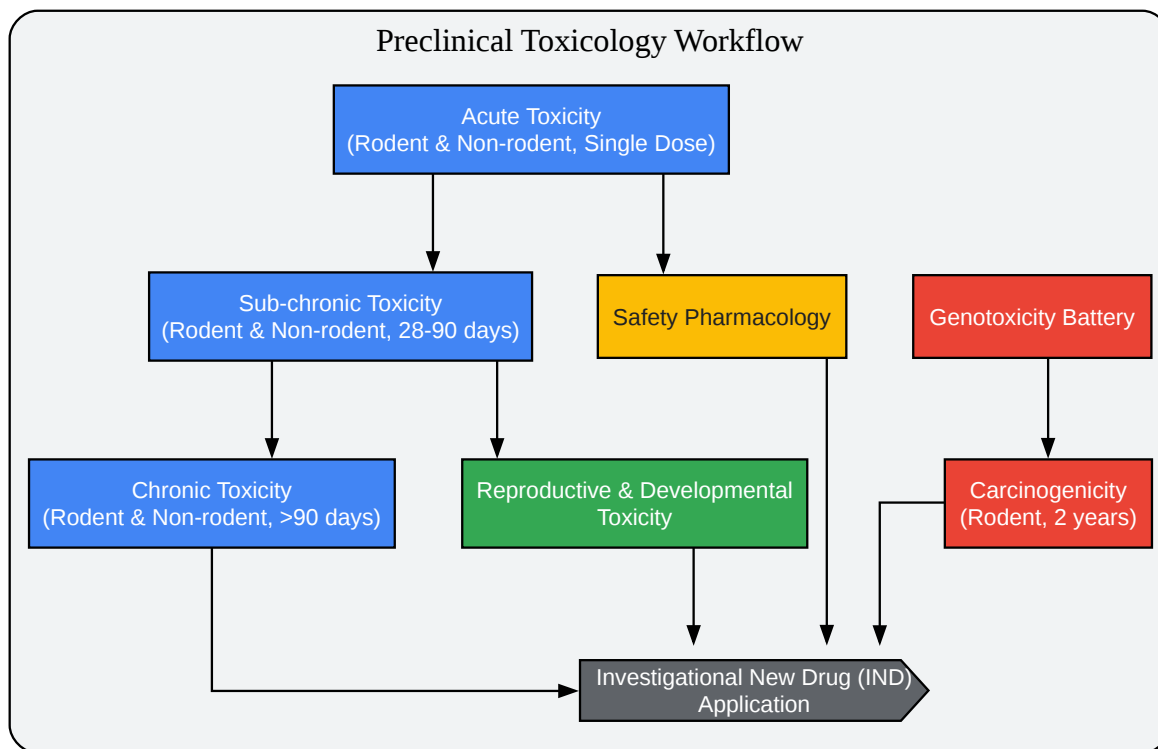 Preclinical Toxicology Workflow
Acute Toxicity
(Rodent & Non-rodent, Single Dose)
Sub-chronic Toxicity
(Rodent & Non-rodent, 28-90 days)
Safety Pharmacology
Genotoxicity Battery
Chronic Toxicity
(Rodent & Non-rodent, >90 days)
Reproductive & Developmental
Toxicity
Carcinogenicity
(Rodent, 2 years)
Investigational New Drug (IND)
Application